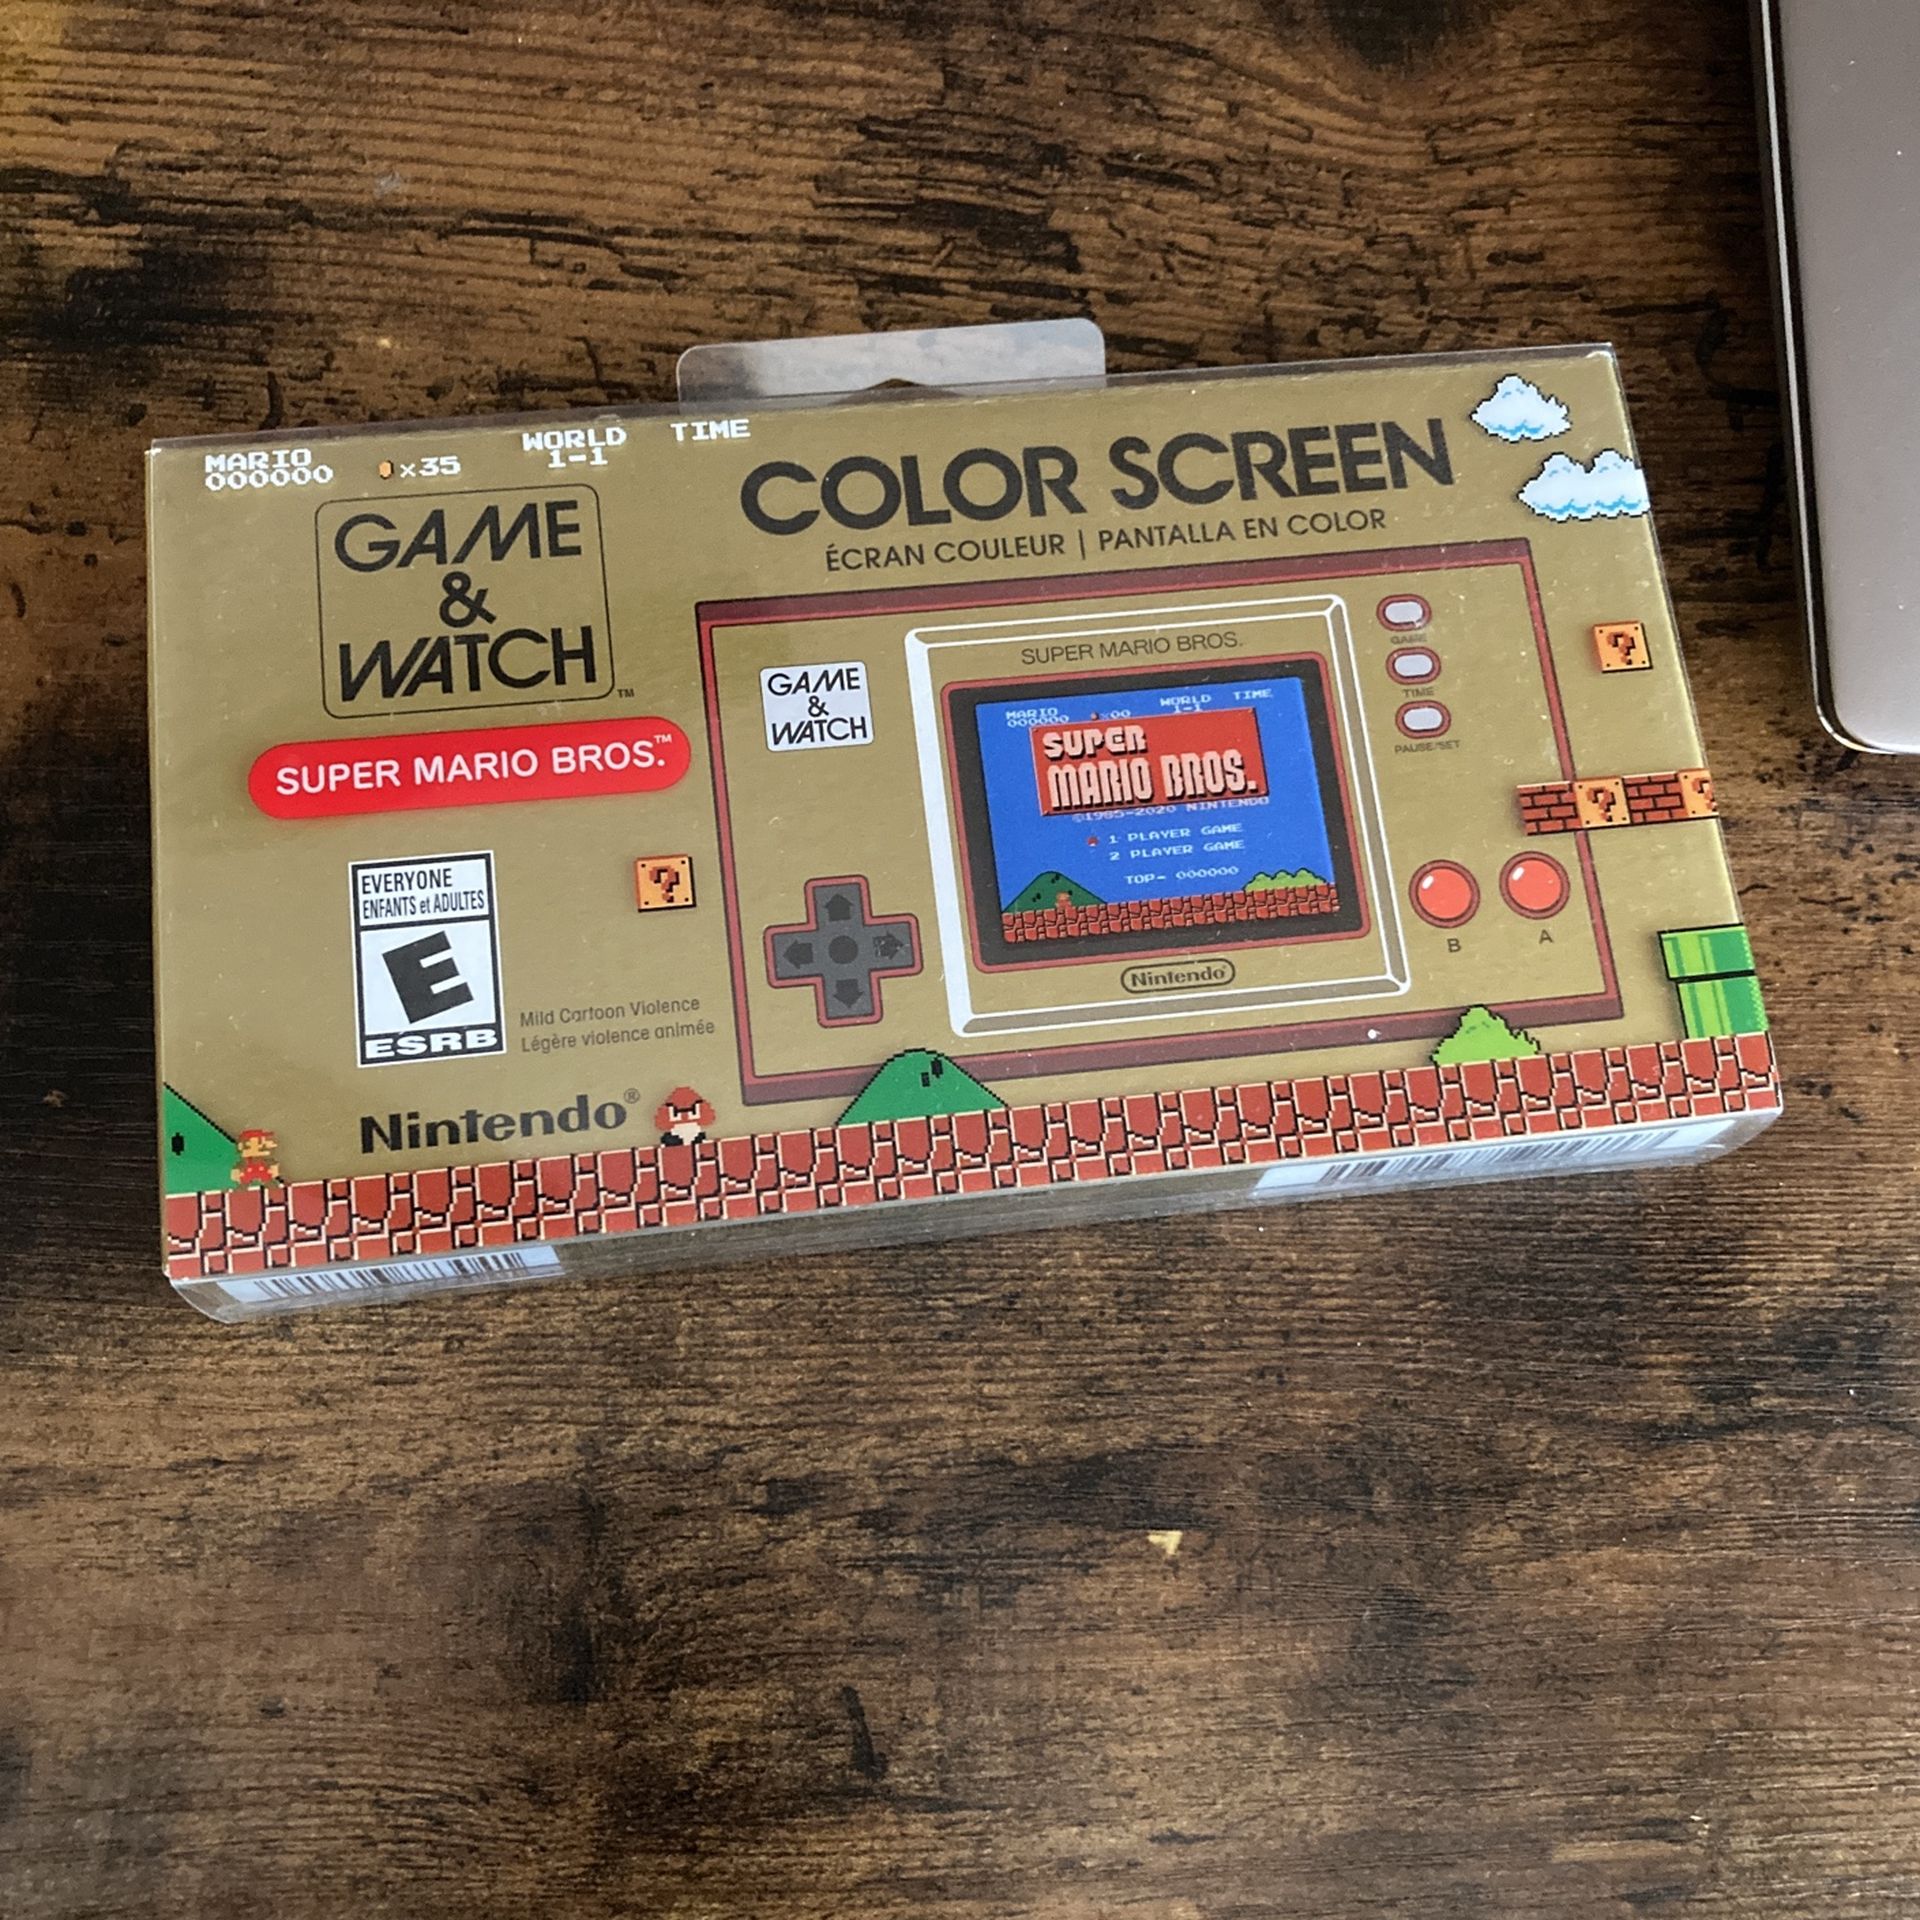 MARIO
000000
×35
WORLD
1-1
TIME
GAME
&
WATCH™
SUPER MARIO BROS.™
EVERYONE
ENFANTS et ADULTES
E
ESRB
Mild Cartoon Violence
Légère violence animée
Nintendo®
COLOR SCREEN
ÉCRAN COULEUR | PANTALLA EN COLOR
GAME
&
WATCH
SUPER MARIO BROS.
MARIO
000000
×00
WORLD
1-1
TIME
SUPER
MARIO BROS.
©1985-2020 NINTENDO
1 PLAYER GAME
2 PLAYER GAME
TOP- 000000
Nintendo®
GAME
TIME
PAUSE/SET
B
A
?
?
?
?